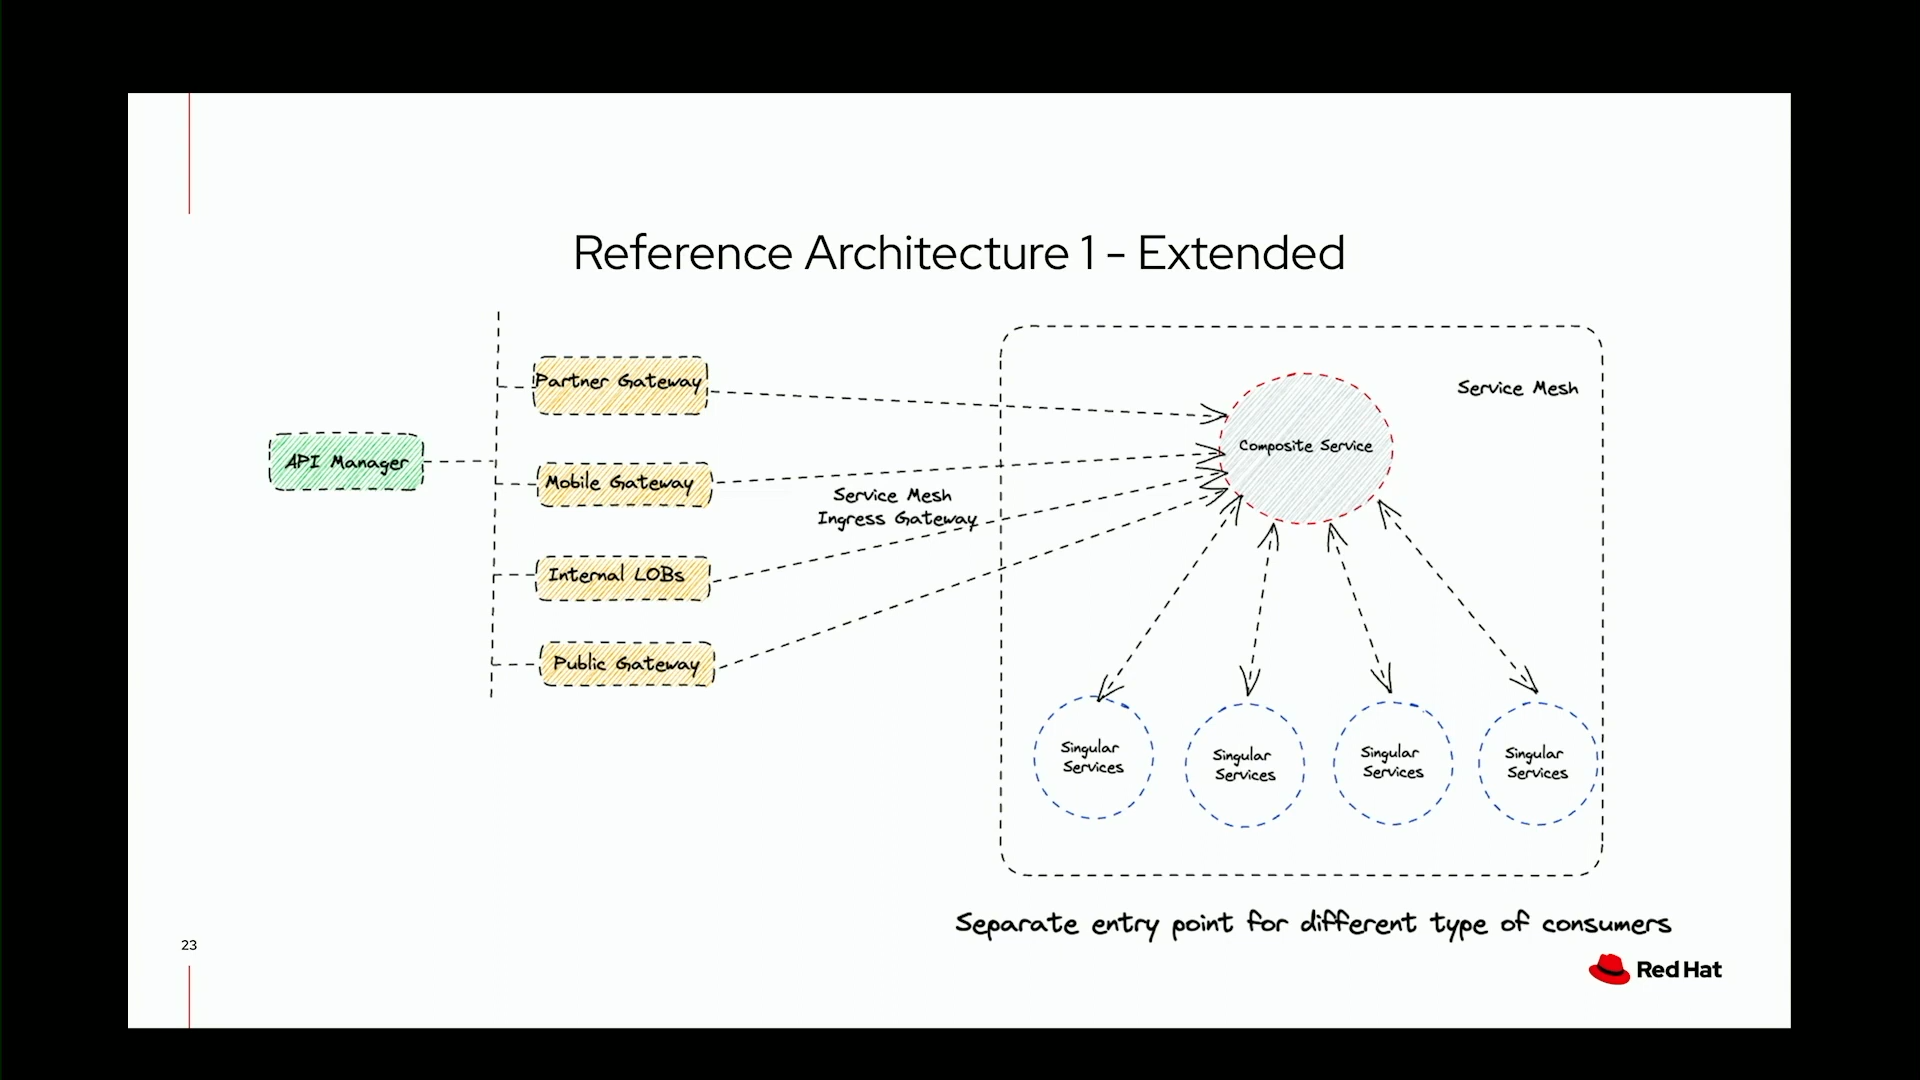 Reference Architecture 1 - Extended
Partner Gateway
Service Mesh
Composite Service
API Manager
Mobile Gateway
Service Mesh
Ingress Gateway
Internal LOBs
Public Gateway
Singular
Services
Singular
Services
Singular
Services
Singular
Services
Separate entry point for different type of consumers
23
Red Hat